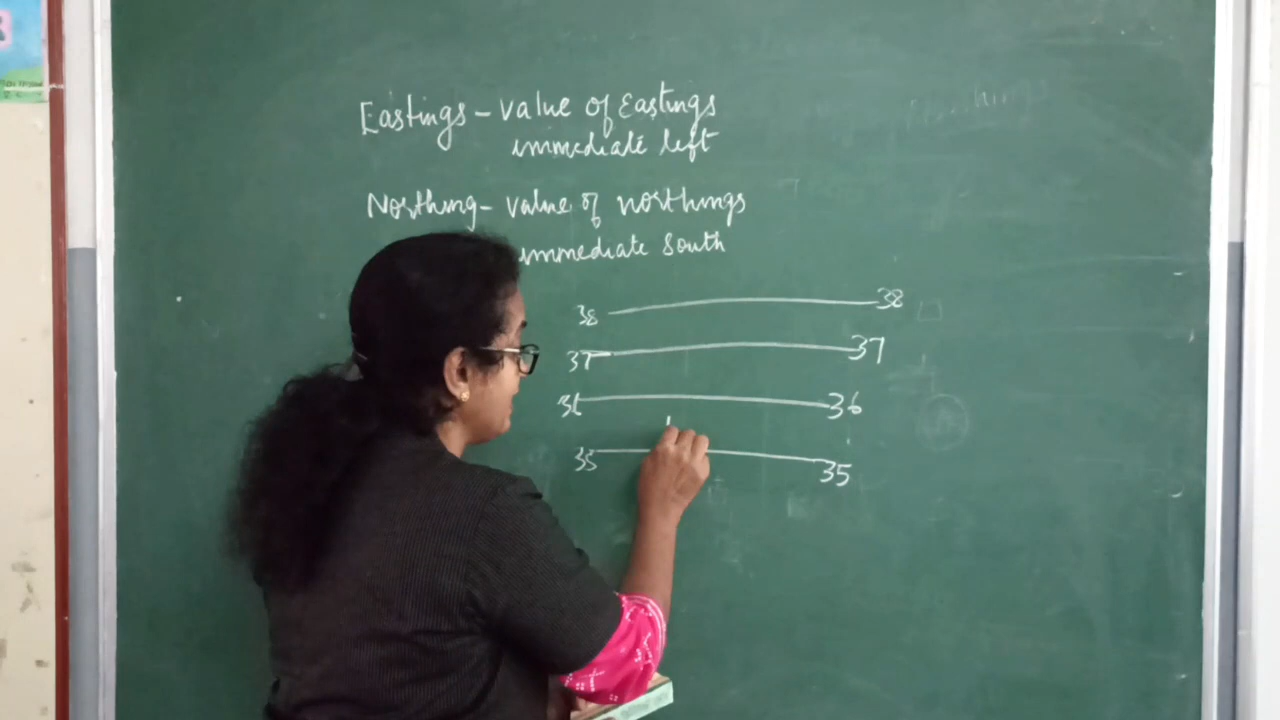 Eastings - value of Eastings
immediate left
Northing - value of northings
immediate south
38 38
37 37
36 36
35 35